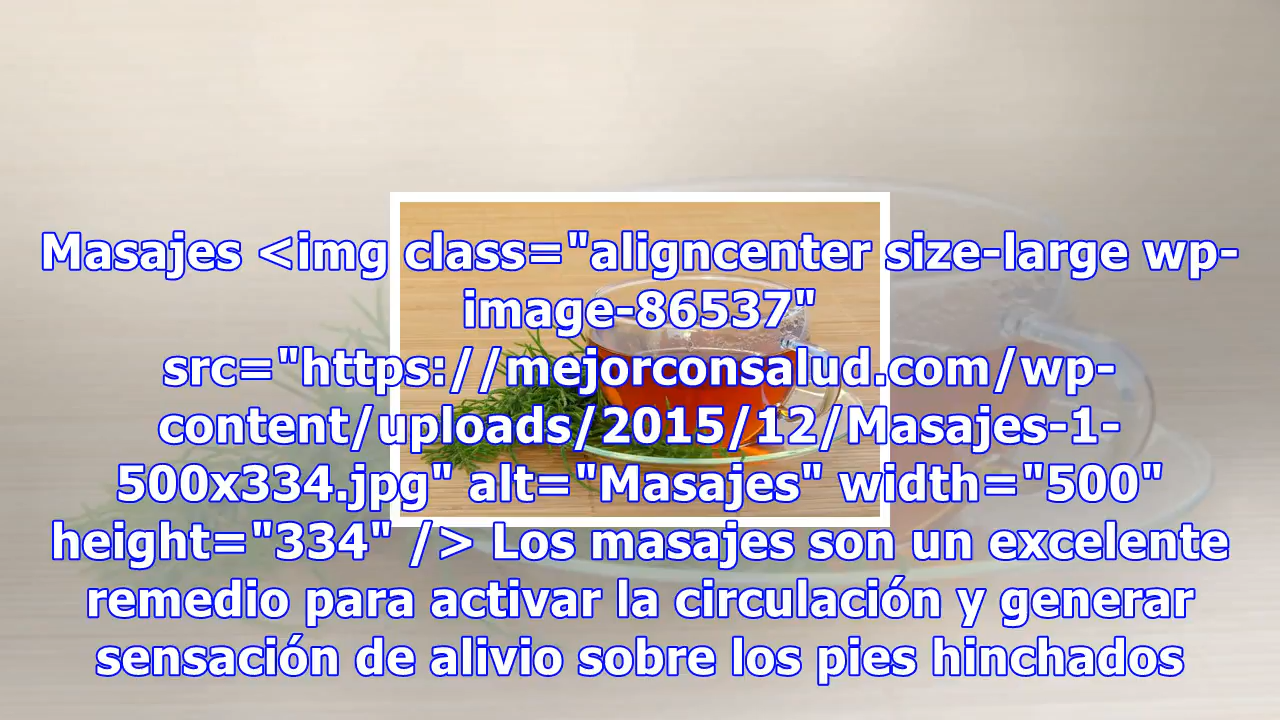 Masajes <img class="aligncenter size-large wp-
image-86537"
src="https://mejorconsalud.com/wp-
content/uploads/2015/12/Masajes-1-
500x334.jpg" alt="Masajes" width="500"
height="334" /> Los masajes son un excelente
remedio para activar la circulación y generar
sensación de alivio sobre los pies hinchados